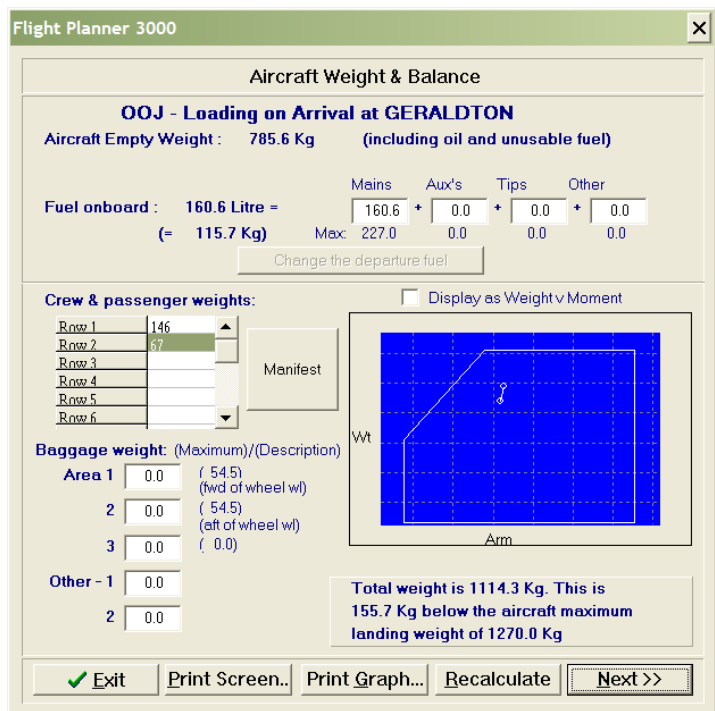 Flight Planner 3000
Aircraft Weight & Balance
OOJ - Loading on Arrival at GERALDTON
Aircraft Empty Weight : 785.6 Kg (including oil and unusable fuel)
Mains Aux's Tips Other
Fuel onboard : 160.6 Litre = 160.6 + 0.0 + 0.0 + 0.0
(= 115.7 Kg) Max: 227.0 0.0 0.0 0.0
Change the departure fuel
Crew & passenger weights:
Row 1 146
Row 2 67
Row 3
Row 4
Row 5
Row 6
Manifest
Display as Weight v Moment
Wt
Arm
Baggage weight: (Maximum)/(Description)
Area 1 0.0 ( 54.5)
(fwd of wheel wl)
2 0.0 ( 54.5)
(aft of wheel wl)
3 0.0 ( 0.0)
Other - 1 0.0
2 0.0
Total weight is 1114.3 Kg. This is
155.7 Kg below the aircraft maximum
landing weight of 1270.0 Kg
Exit Print Screen.. Print Graph... Recalculate Next >>